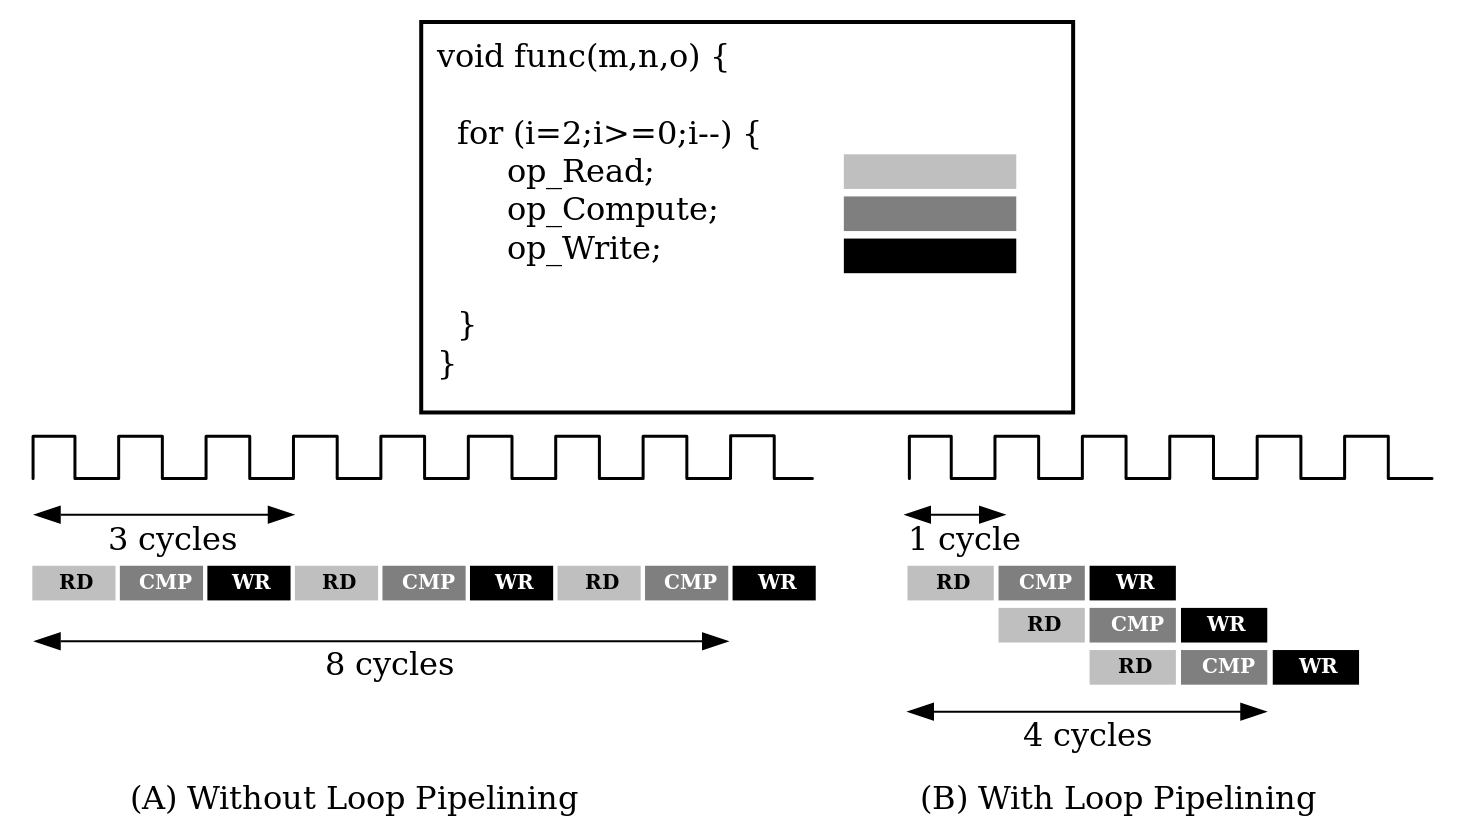 void func(m,n,o) {
for (i=2;i>=0;i--) {
op_Read;
op_Compute;
op_Write;
}
}
3 cycles
1 cycle
RD CMP WR RD CMP WR RD CMP WR
RD CMP WR
RD CMP WR
RD CMP WR
8 cycles
4 cycles
(A) Without Loop Pipelining
(B) With Loop Pipelining